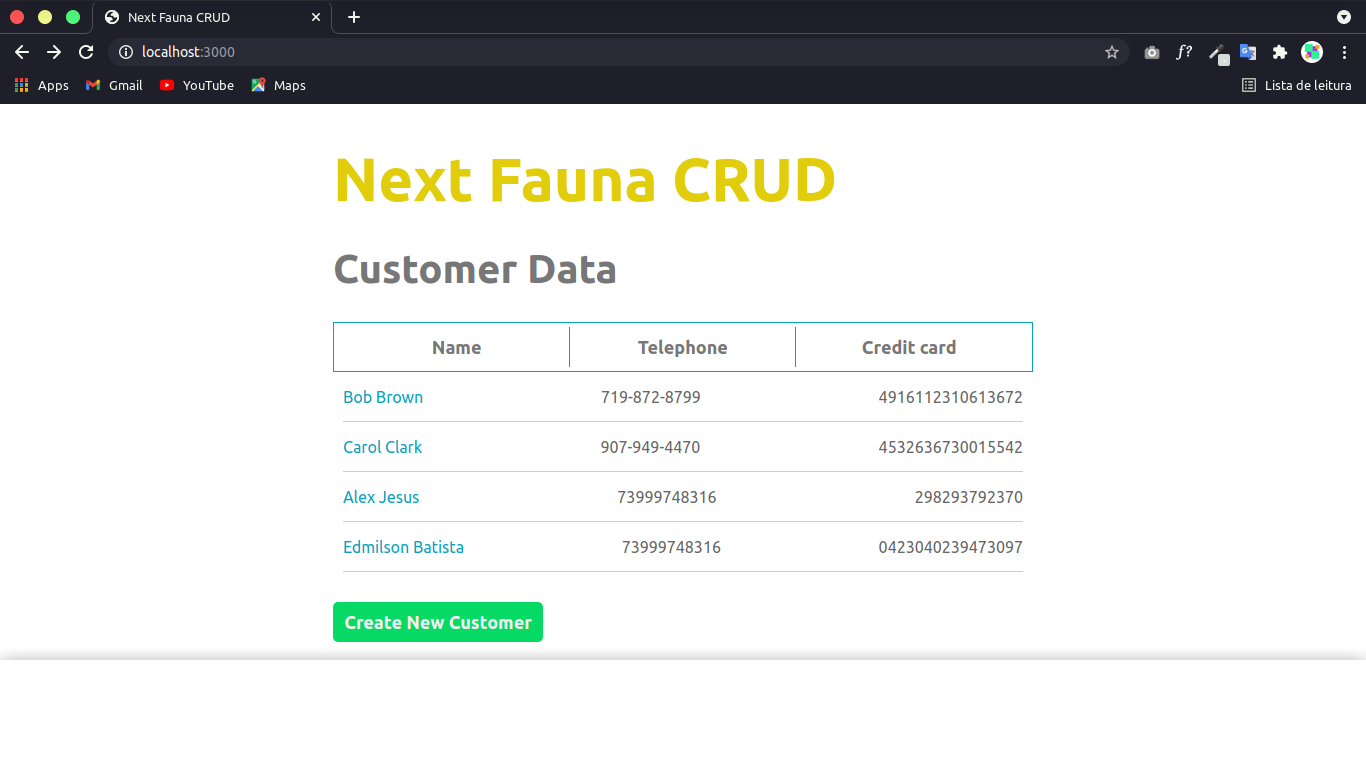 Next Fauna CRUD
localhost:3000
f?
Apps Gmail YouTube Maps Lista de leitura
Next Fauna CRUD
Customer Data
Name Telephone Credit card
Bob Brown 719-872-8799 4916112310613672
Carol Clark 907-949-4470 4532636730015542
Alex Jesus 73999748316 298293792370
Edmilson Batista 73999748316 0423040239473097
Create New Customer